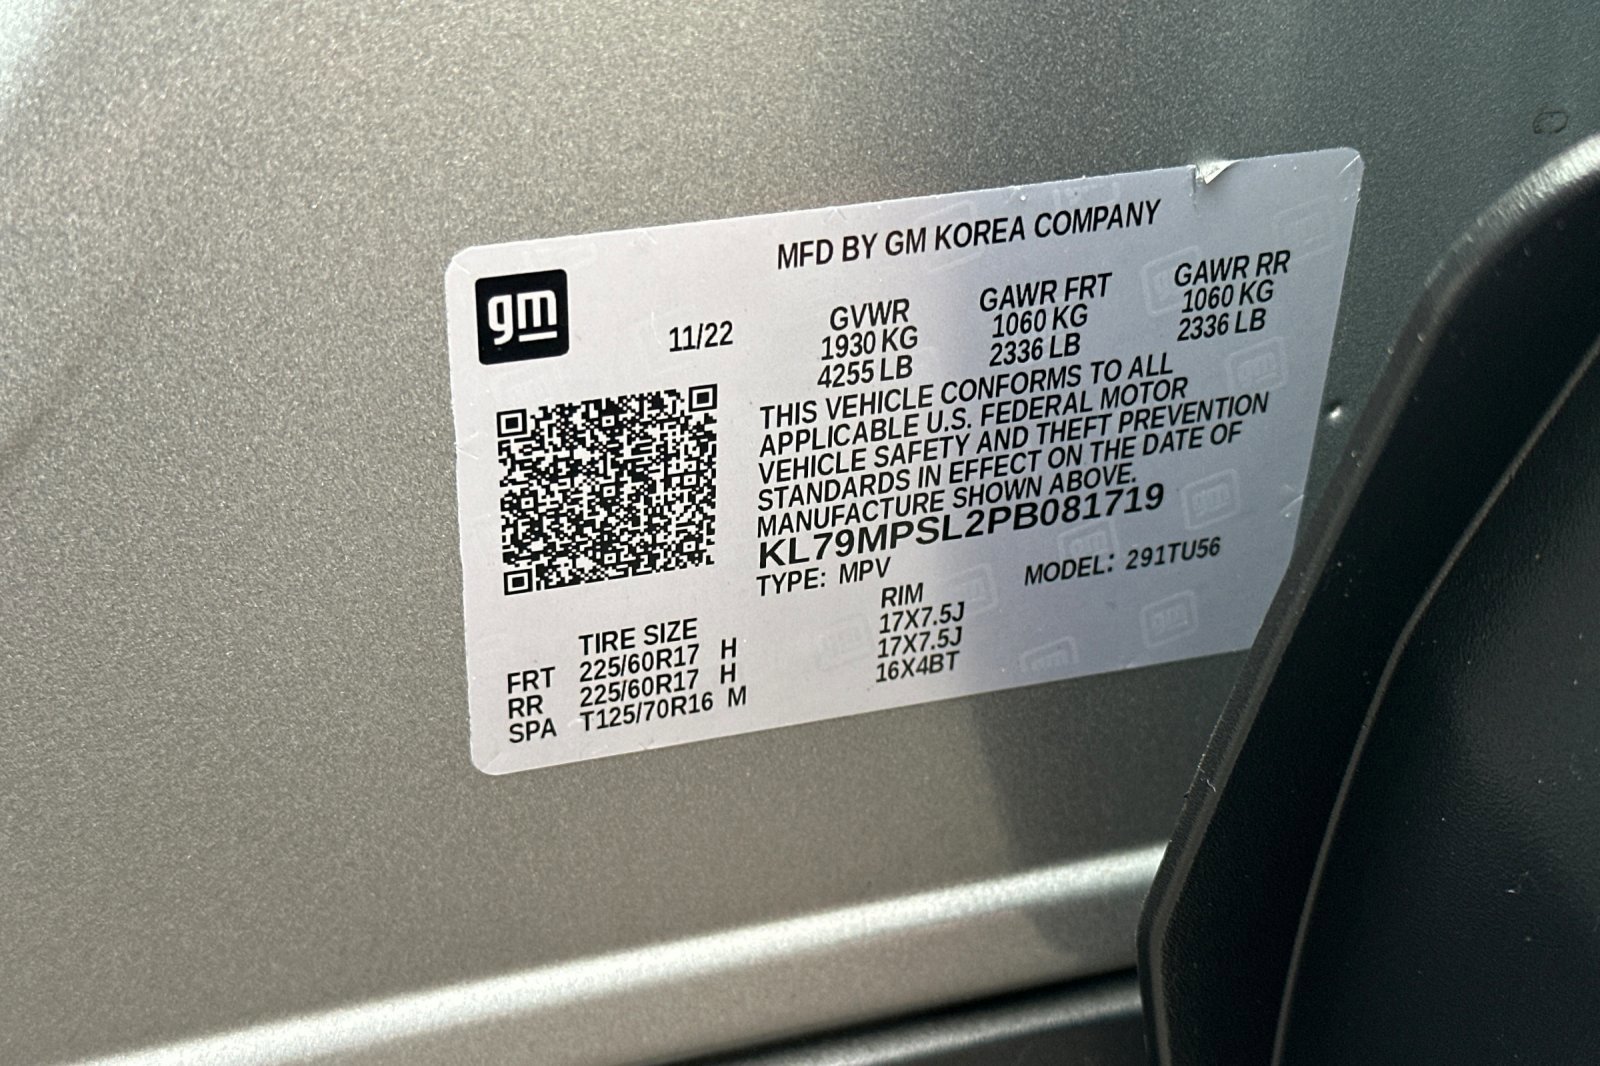 MFD BY GM KOREA COMPANY
gm
11/22
GVWR GAWR FRT GAWR RR
1930 KG 1060 KG 1060 KG
4255 LB 2336 LB 2336 LB
THIS VEHICLE CONFORMS TO ALL
APPLICABLE U.S. FEDERAL MOTOR
VEHICLE SAFETY AND THEFT PREVENTION
STANDARDS IN EFFECT ON THE DATE OF
MANUFACTURE SHOWN ABOVE.
KL79MPSL2PB081719
TYPE: MPV MODEL: 291TU56
TIRE SIZE RIM
FRT 225/60R17 H 17X7.5J
RR 225/60R17 H 17X7.5J
SPA T125/70R16 M 16X4BT